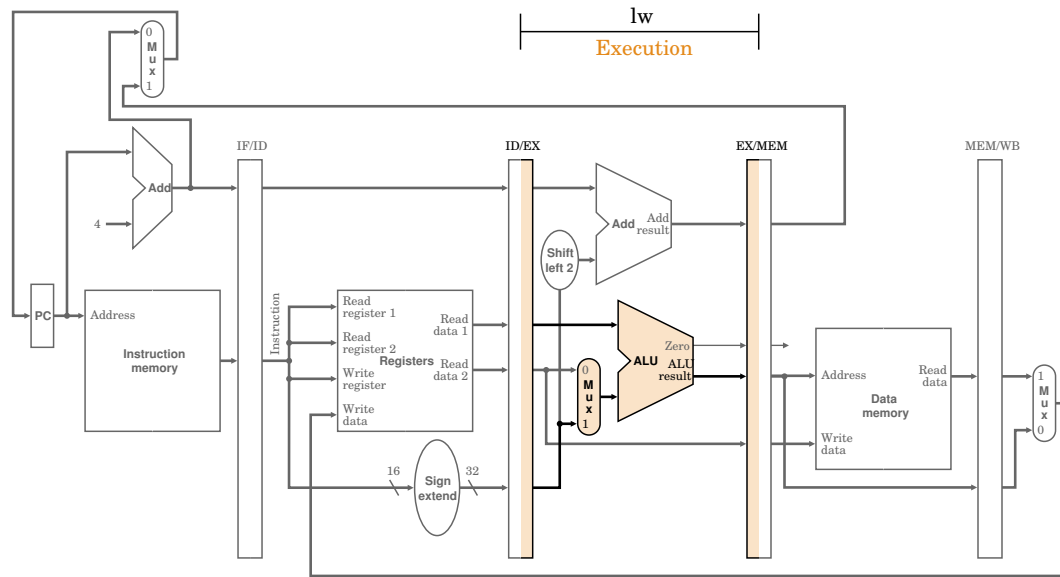 lw
Execution
0
M
u
x
1
IF/ID
ID/EX
EX/MEM
MEM/WB
Add
4
Add
Add
result
Shift
left 2
PC
Address
Instruction
memory
Instruction
Read
register 1
Read
register 2
Write
register
Write
data
Registers
Read
data 1
Read
data 2
16
Sign
extend
32
0
M
u
x
1
ALU
Zero
ALU
result
Address
Write
data
Data
memory
Read
data
1
M
u
x
0